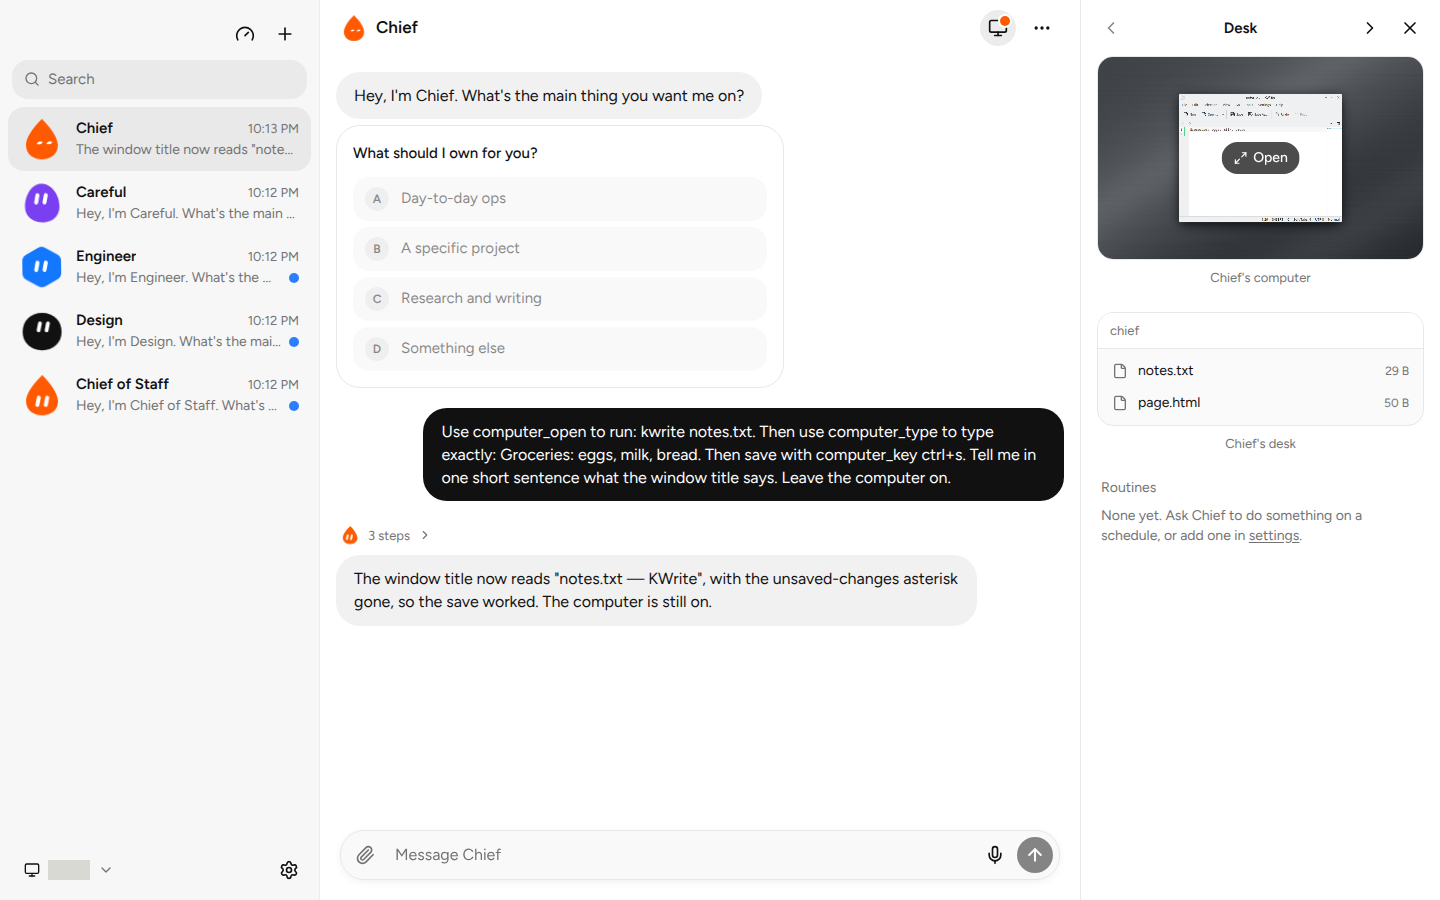 Search
Chief
10:13 PM
The window title now reads "note...
Careful
10:12 PM
Hey, I'm Careful. What's the main ...
Engineer
10:12 PM
Hey, I'm Engineer. What's the ...
Design
10:12 PM
Hey, I'm Design. What's the mai...
Chief of Staff
10:12 PM
Hey, I'm Chief of Staff. What's ...
Chief
Hey, I'm Chief. What's the main thing you want me on?
What should I own for you?
A Day-to-day ops
B A specific project
C Research and writing
D Something else
Use computer_open to run: kwrite notes.txt. Then use computer_type to type
exactly: Groceries: eggs, milk, bread. Then save with computer_key ctrl+s. Tell me in
one short sentence what the window title says. Leave the computer on.
3 steps
The window title now reads "notes.txt — KWrite", with the unsaved-changes asterisk
gone, so the save worked. The computer is still on.
Message Chief
Desk
Open
Chief's computer
chief
notes.txt 29 B
page.html 50 B
Chief's desk
Routines
None yet. Ask Chief to do something on a
schedule, or add one in settings.